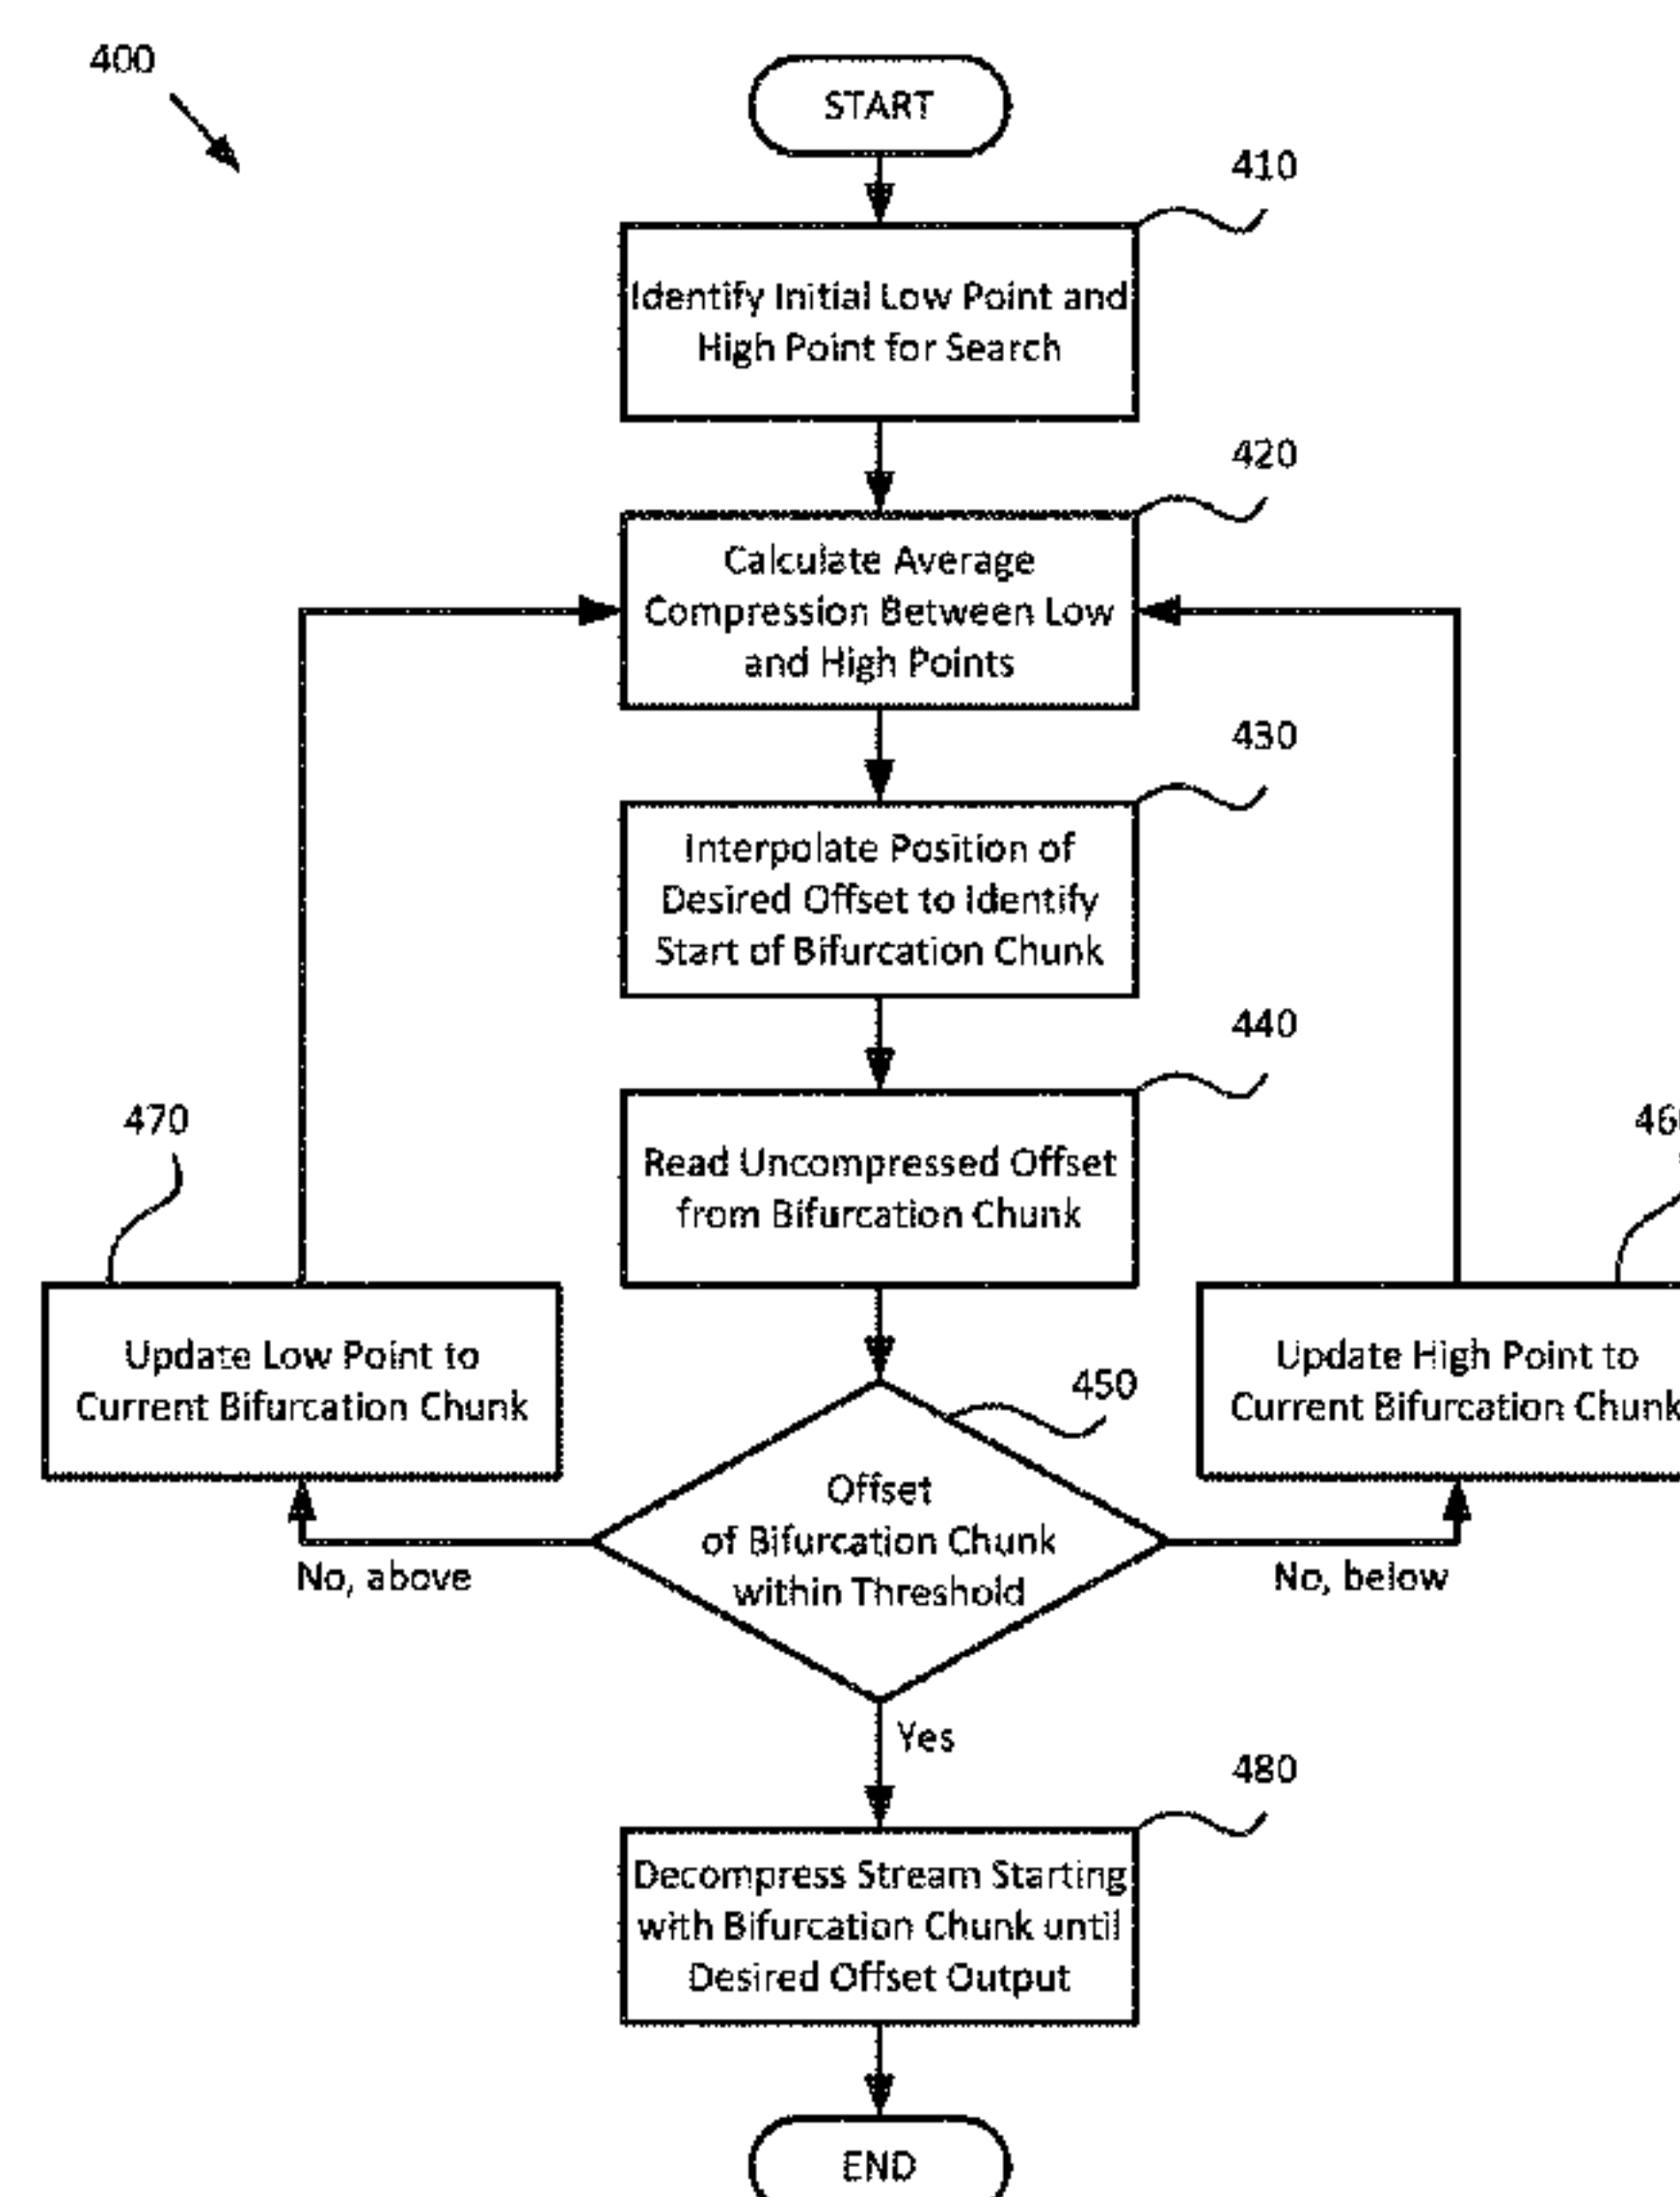 400
START
410
Identify Initial Low Point and
High Point for Search
420
Calculate Average
Compression Between Low
and High Points
430
Interpolate Position of
Desired Offset to Identify
Start of Bifurcation Chunk
440
Read Uncompressed Offset
from Bifurcation Chunk
470
Update Low Point to
Current Bifurcation Chunk
Update High Point to
Current Bifurcation Chunk
450
Offset
of Bifurcation Chunk
within Threshold
No, above
No, below
Yes
480
Decompress Stream Starting
with Bifurcation Chunk until
Desired Offset Output
END